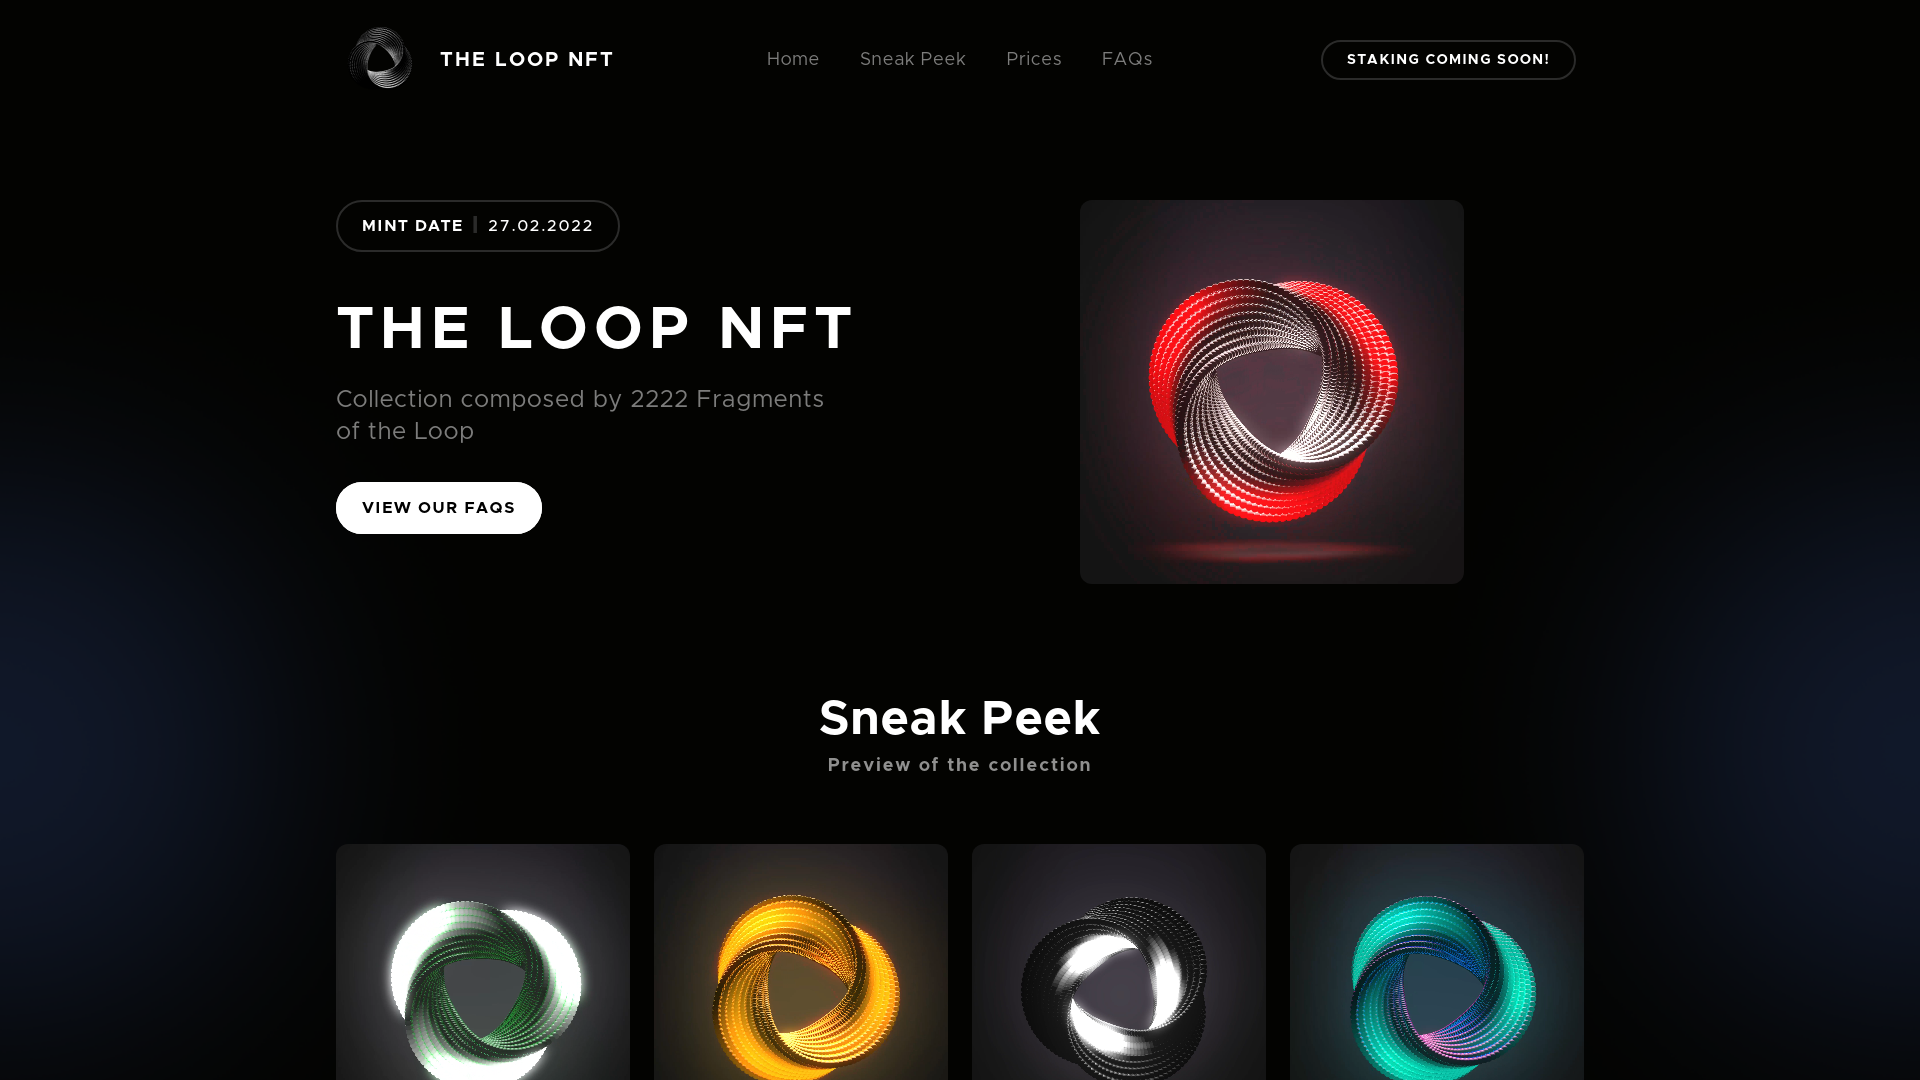 THE LOOP NFT
Home
Sneak Peek
Prices
FAQs
STAKING COMING SOON!
MINT DATE | 27.02.2022
THE LOOP NFT
Collection composed by 2222 Fragments
of the Loop
VIEW OUR FAQS
Sneak Peek
Preview of the collection